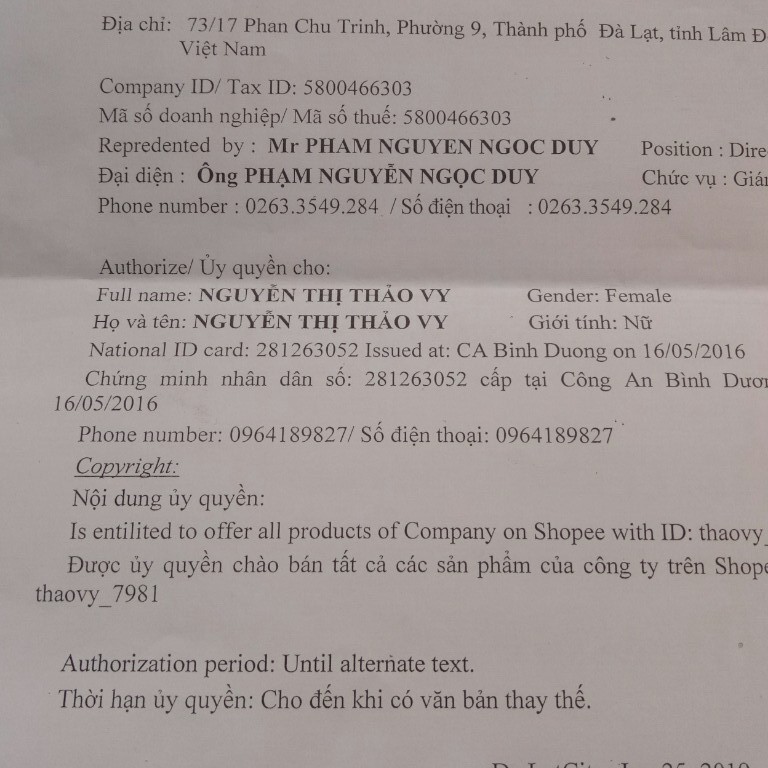 Địa chỉ: 73/17 Phan Chu Trinh, Phường 9, Thành phố Đà Lạt, tỉnh Lâm Đ
Việt Nam
Company ID/ Tax ID: 5800466303
Mã số doanh nghiệp/ Mã số thuế: 5800466303
Repredented by : Mr PHAM NGUYEN NGOC DUY Position : Dire
Đại diện : Ông PHẠM NGUYỄN NGỌC DUY Chức vụ : Gián
Phone number : 0263.3549.284 / Số điện thoại : 0263.3549.284
Authorize/ Ủy quyền cho:
Full name: NGUYỄN THỊ THẢO VY Gender: Female
Họ và tên: NGUYỄN THỊ THẢO VY Giới tính: Nữ
National ID card: 281263052 Issued at: CA Binh Duong on 16/05/2016
Chứng minh nhân dân số: 281263052 cấp tại Công An Bình Dươn
16/05/2016
Phone number: 0964189827/ Số điện thoại: 0964189827
Copyright:
Nội dung ủy quyền:
Is entilited to offer all products of Company on Shopee with ID: thaovy_
Được ủy quyền chào bán tất cả các sản phẩm của công ty trên Shope
thaovy_7981
Authorization period: Until alternate text.
Thời hạn ủy quyền: Cho đến khi có văn bản thay thế.